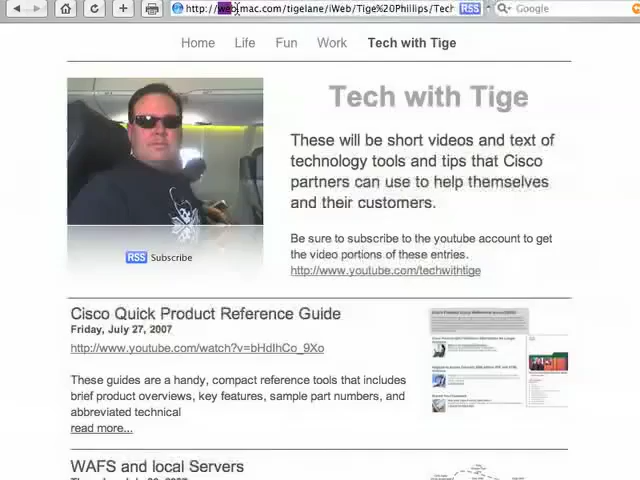 http://web.mac.com/tigelane/iWeb/Tige%20Phillips/Tech
RSS
Google
Home Life Fun Work Tech with Tige
Tech with Tige
These will be short videos and text of
technology tools and tips that Cisco
partners can use to help themselves
and their customers.
Be sure to subscribe to the youtube account to get
the video portions of these entries.
http://www.youtube.com/techwithtige
RSS Subscribe
Cisco Quick Product Reference Guide
Friday, July 27, 2007
http://www.youtube.com/watch?v=bHdIhCo_9Xo
These guides are a handy, compact reference tools that includes
brief product overviews, key features, sample part numbers, and
abbreviated technical
read more...
WAFS and local Servers